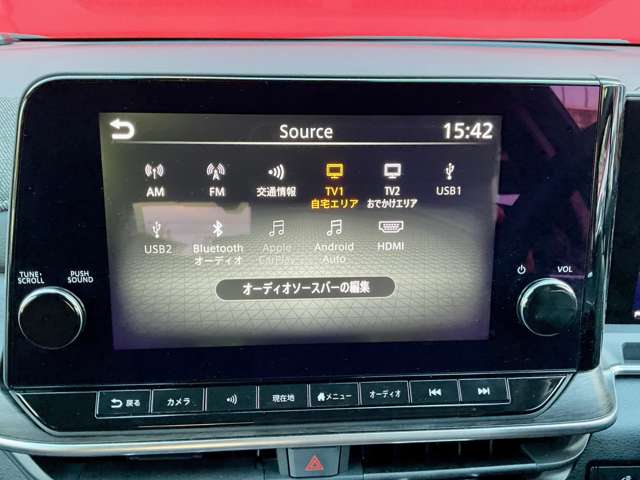 Source
15:42
AM
FM
交通情報
TV1
自宅エリア
TV2
おでかけエリア
USB1
USB2
Bluetooth
オーディオ
Apple
CarPlay
Android
Auto
HDMI
オーディオソースバーの編集
TUNE·
SCROLL
PUSH
SOUND
VOL
戻る
カメラ
現在地
メニュー
オーディオ